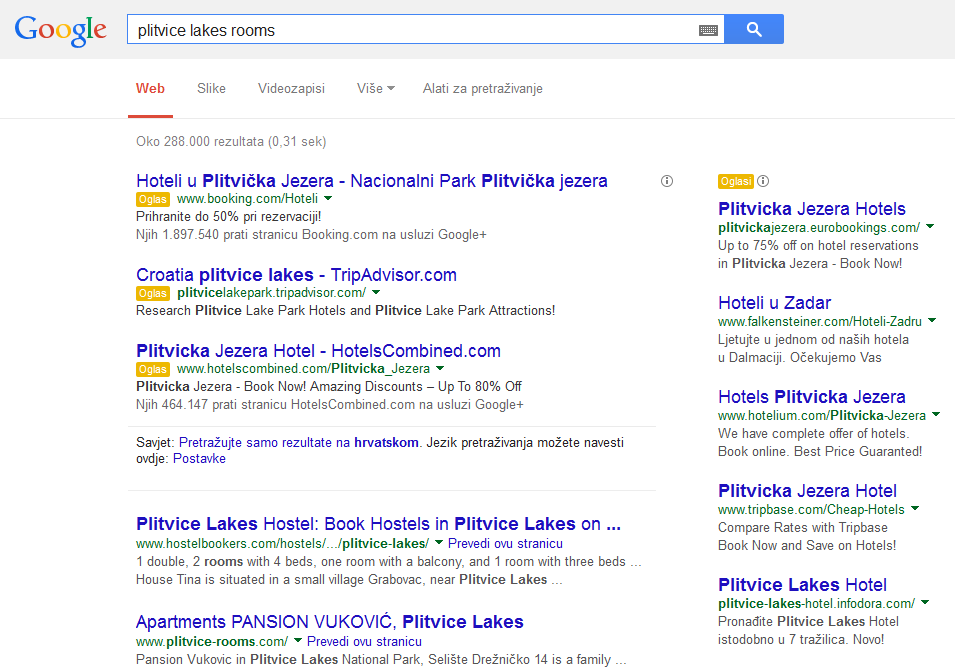 Google
plitvice lakes rooms
Web Slike Videozapisi Više Alati za pretraživanje
Oko 288.000 rezultata (0,31 sek)
Hoteli u Plitvička Jezera - Nacionalni Park Plitvička jezera
Oglas www.booking.com/Hoteli
Prihranite do 50% pri rezervaciji!
Njih 1.897.540 prati stranicu Booking.com na usluzi Google+
Croatia plitvice lakes - TripAdvisor.com
Oglas plitvicelakepark.tripadvisor.com/
Research Plitvice Lake Park Hotels and Plitvice Lake Park Attractions!
Plitvicka Jezera Hotel - HotelsCombined.com
Oglas www.hotelscombined.com/Plitvicka_Jezera
Plitvicka Jezera - Book Now! Amazing Discounts – Up To 80% Off
Njih 464.147 prati stranicu HotelsCombined.com na usluzi Google+
Savjet: Pretražujte samo rezultate na hrvatskom. Jezik pretraživanja možete navesti
ovdje: Postavke
Plitvice Lakes Hostel: Book Hostels in Plitvice Lakes on ...
www.hostelbookers.com/hostels/.../plitvice-lakes/ Prevedi ovu stranicu
1 double, 2 rooms with 4 beds, one room with a balcony, and 1 room with three beds ...
House Tina is situated in a small village Grabovac, near Plitvice Lakes ...
Apartments PANSION VUKOVIĆ, Plitvice Lakes
www.plitvice-rooms.com/ Prevedi ovu stranicu
Pansion Vukovic in Plitvice Lakes National Park, Selište Drežničko 14 is a family ...
Oglasi
Plitvicka Jezera Hotels
plitvickajezera.eurobookings.com/
Up to 75% off on hotel reservations
in Plitvicka Jezera - Book Now!
Hoteli u Zadar
www.falkensteiner.com/Hoteli-Zadru
Ljetujte u jednom od naših hotela
u Dalmaciji. Očekujemo Vas
Hotels Plitvicka Jezera
www.hotelium.com/Plitvicka-Jezera
We have complete offer of hotels.
Book online. Best Price Guaranted!
Plitvicka Jezera Hotel
www.tripbase.com/Cheap-Hotels
Compare Rates with Tripbase
Book Now and Save on Hotels!
Plitvice Lakes Hotel
plitvice-lakes-hotel.infodora.com/
Pronađite Plitvice Lakes Hotel
istodobno u 7 tražilica. Novo!